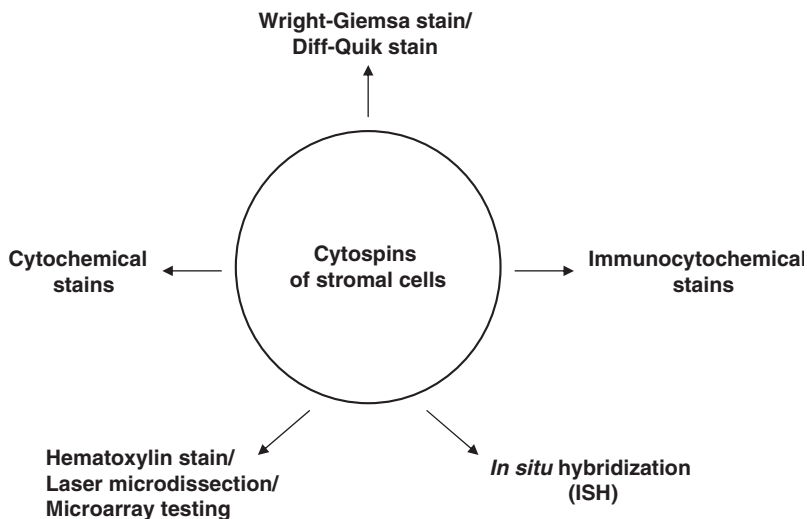 Wright-Giemsa stain/
Diff-Quik stain
Cytochemical
stains
Cytospins
of stromal cells
Immunocytochemical
stains
Hematoxylin stain/
Laser microdissection/
Microarray testing
In situ hybridization
(ISH)